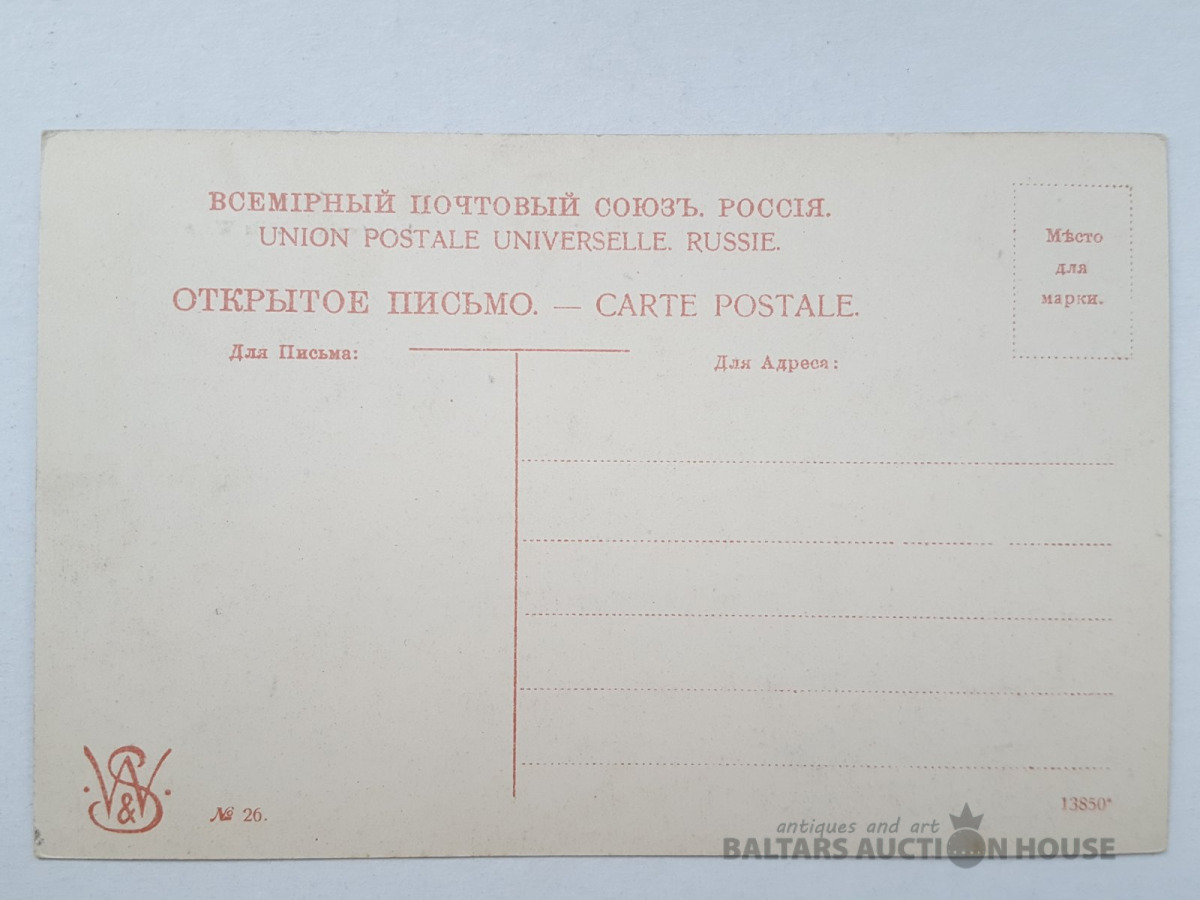 ВСЕМІРНЫЙ ПОЧТОВЫЙ СОЮЗЪ. РОССІЯ.
UNION POSTALE UNIVERSELLE. RUSSIE.
ОТКРЫТОЕ ПИСЬМО. — CARTE POSTALE.
Мѣсто
для
марки.
Для Письма:
Для Адреса:
№ 26.
13850*
antiques and art
BALTARS AUCTION HOUSE